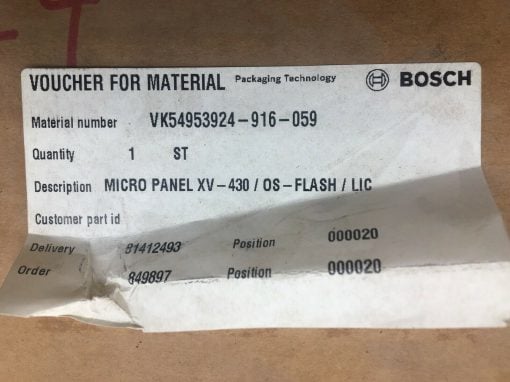 VOUCHER FOR MATERIAL Packaging Technology BOSCH
Material number VK54953924-916-059
Quantity 1 ST
Description MICRO PANEL XV-430 / OS-FLASH / LIC
Customer part id
Delivery 81412493 Position 000020
Order 849897 Position 000020